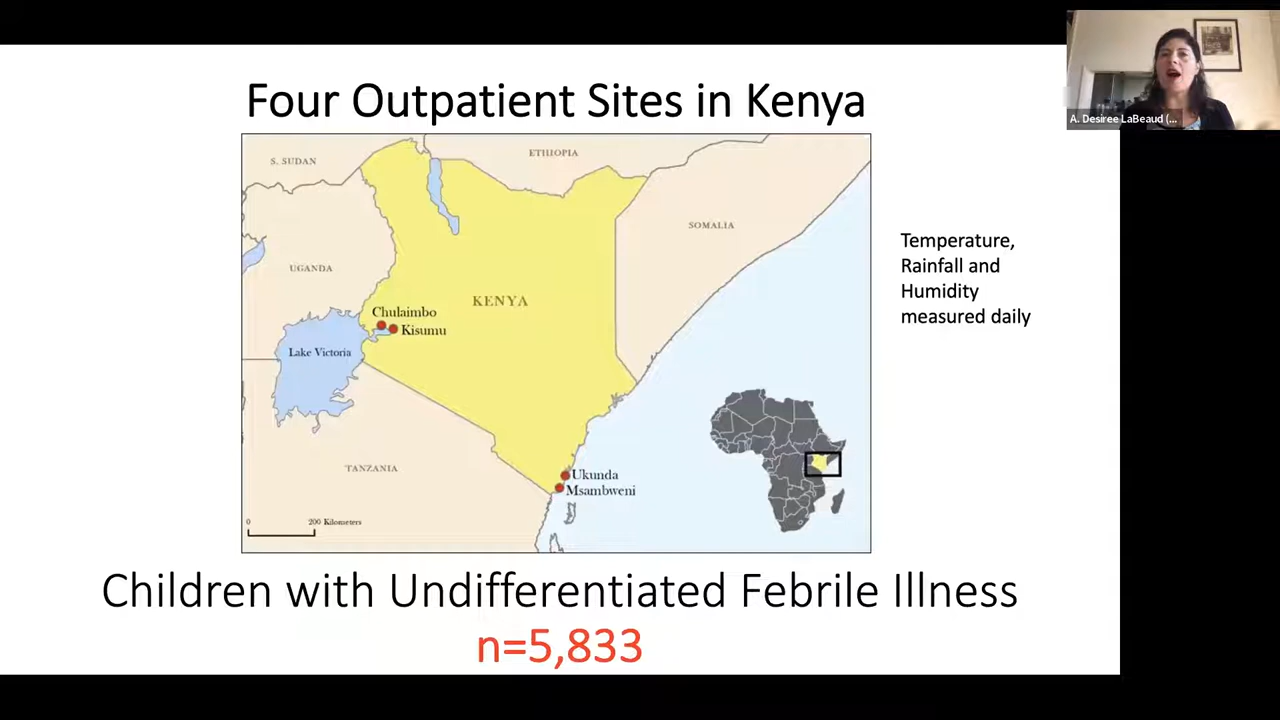 Four Outpatient Sites in Kenya
A. Desiree LaBeaud (...
S. SUDAN
ETHIOPIA
SOMALIA
UGANDA
KENYA
Chulaimbo
Kisumu
Lake Victoria
TANZANIA
Ukunda
Msambweni
0 200 Kilometers
Temperature,
Rainfall and
Humidity
measured daily
Children with Undifferentiated Febrile Illness
n=5,833